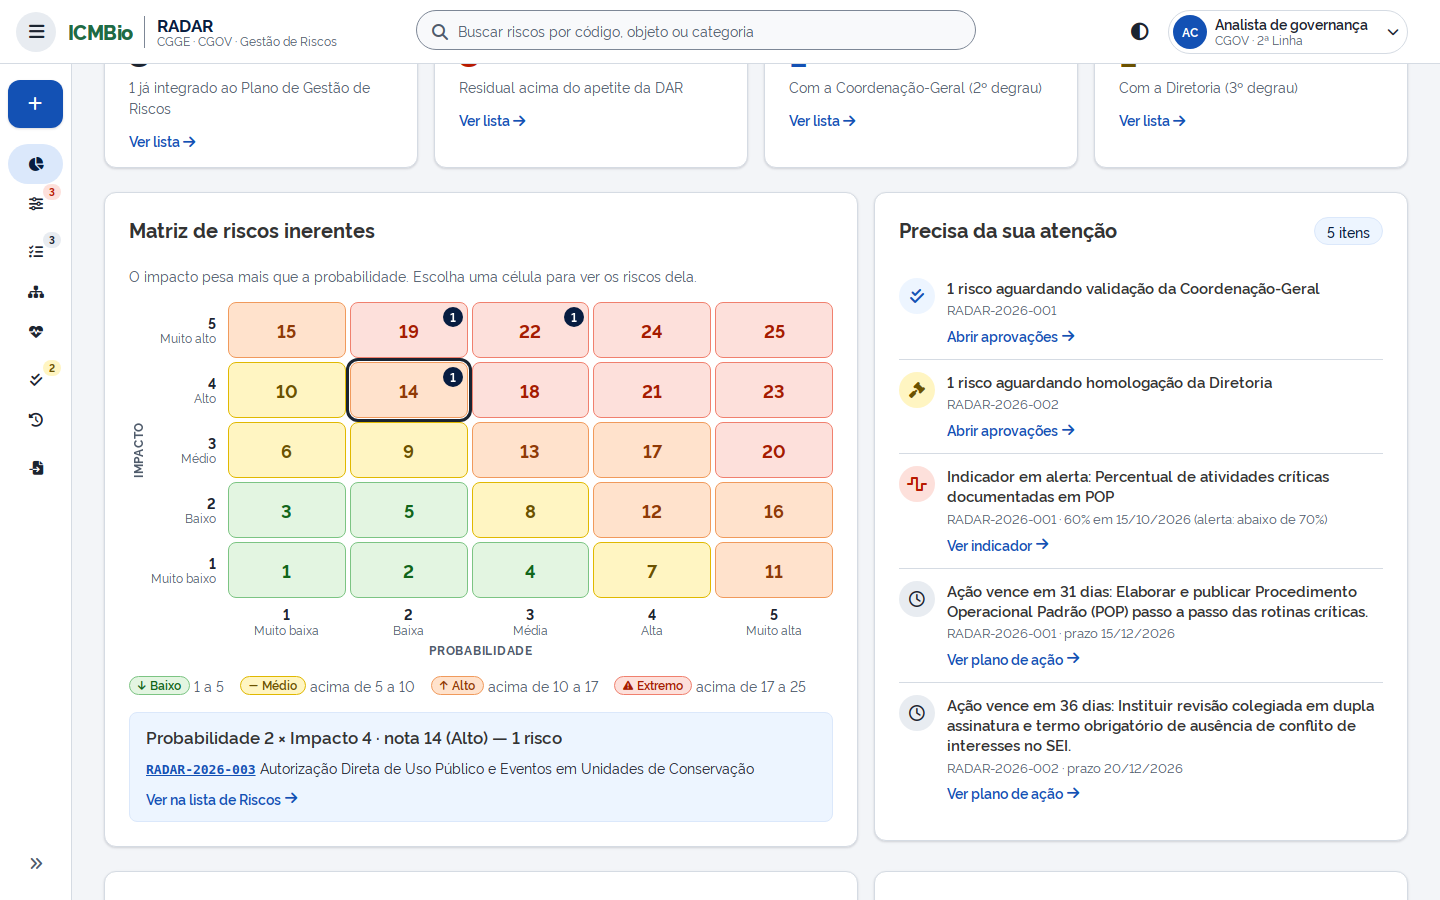 ICMBio
RADAR
CGGE · CGOV · Gestão de Riscos
Buscar riscos por código, objeto ou categoria
AC
Analista de governança
CGOV · 2ª Linha
+
3
3
2
1 já integrado ao Plano de Gestão de
Riscos
Ver lista →
Residual acima do apetite da DAR
Ver lista →
Com a Coordenação-Geral (2º degrau)
Ver lista →
Com a Diretoria (3º degrau)
Ver lista →
Matriz de riscos inerentes
O impacto pesa mais que a probabilidade. Escolha uma célula para ver os riscos dela.
IMPACTO
5
Muito alto
15
19
1
22
1
24
25
4
Alto
10
14
1
18
21
23
3
Médio
6
9
13
17
20
2
Baixo
3
5
8
12
16
1
Muito baixo
1
2
4
7
11
1
Muito baixa
2
Baixa
3
Média
4
Alta
5
Muito alta
PROBABILIDADE
↓ Baixo 1 a 5
– Médio acima de 5 a 10
↑ Alto acima de 10 a 17
Extremo acima de 17 a 25
Probabilidade 2 × Impacto 4 · nota 14 (Alto) — 1 risco
RADAR-2026-003 Autorização Direta de Uso Público e Eventos em Unidades de Conservação
Ver na lista de Riscos →
Precisa da sua atenção
5 itens
1 risco aguardando validação da Coordenação-Geral
RADAR-2026-001
Abrir aprovações →
1 risco aguardando homologação da Diretoria
RADAR-2026-002
Abrir aprovações →
Indicador em alerta: Percentual de atividades críticas
documentadas em POP
RADAR-2026-001 · 60% em 15/10/2026 (alerta: abaixo de 70%)
Ver indicador →
Ação vence em 31 dias: Elaborar e publicar Procedimento
Operacional Padrão (POP) passo a passo das rotinas críticas.
RADAR-2026-001 · prazo 15/12/2026
Ver plano de ação →
Ação vence em 36 dias: Instituir revisão colegiada em dupla
assinatura e termo obrigatório de ausência de conflito de
interesses no SEI.
RADAR-2026-002 · prazo 20/12/2026
Ver plano de ação →